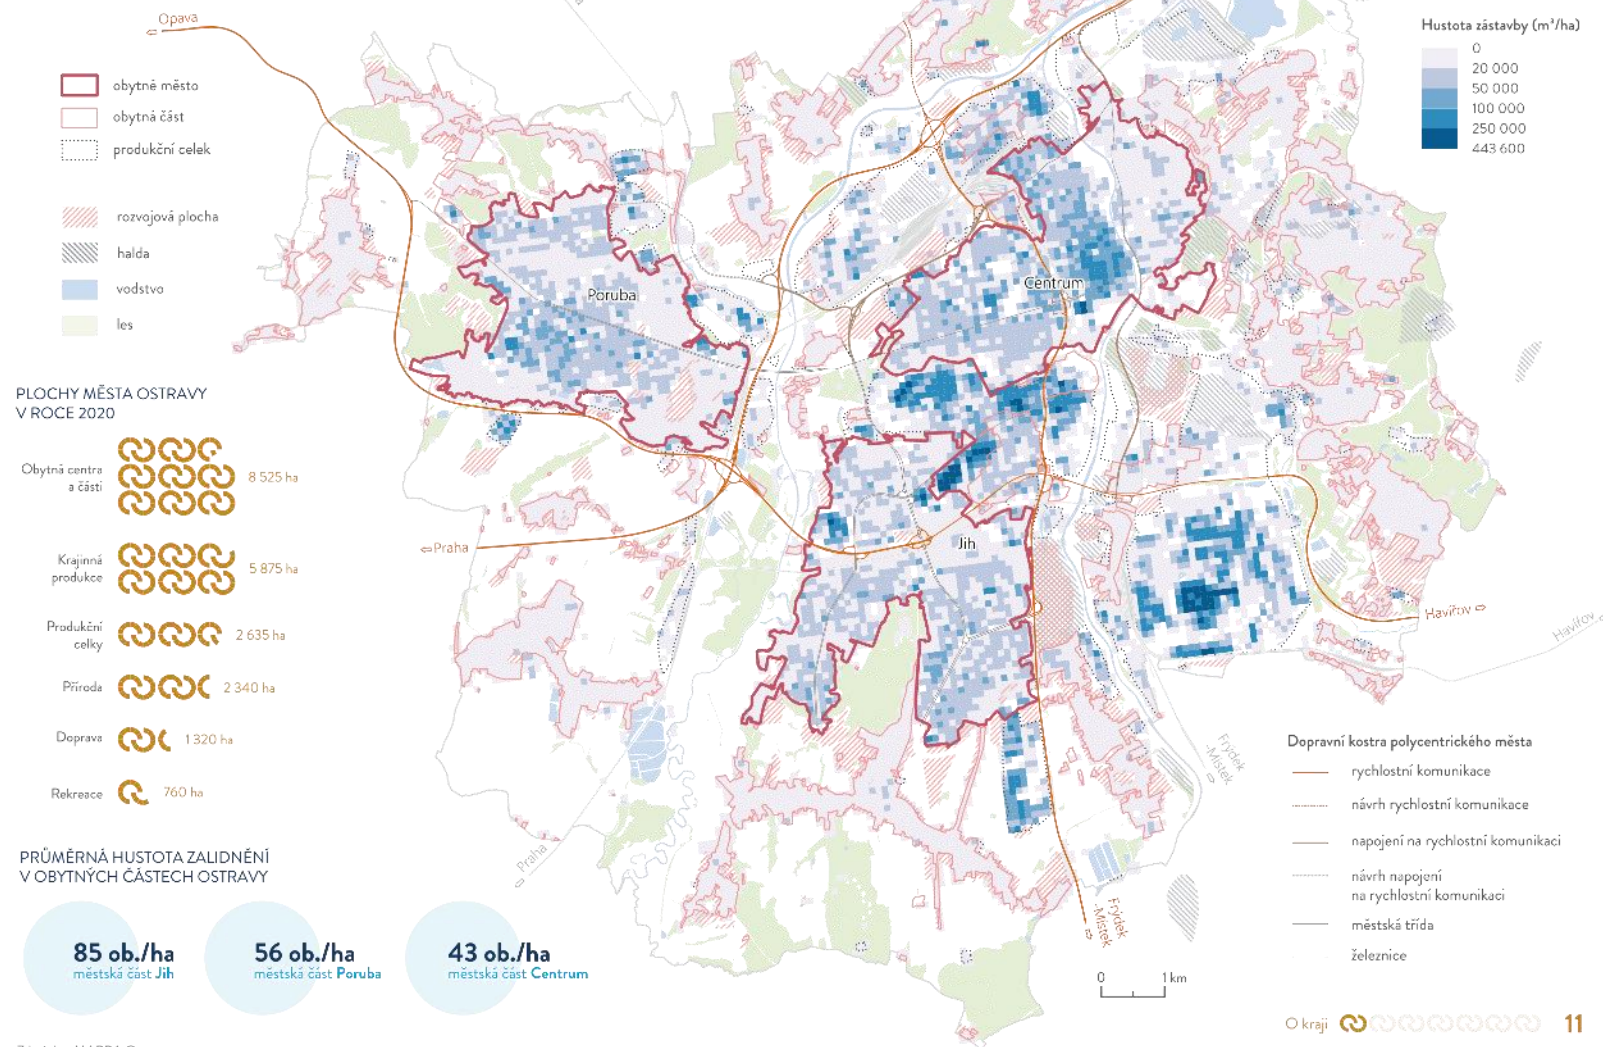 Opava
obytné město
obytná část
produkční celek
rozvojová plocha
halda
vodstvo
les
Hustota zástavby (m³/ha)
0
20 000
50 000
100 000
250 000
443 600
Poruba
Centrum
Jih
Praha
Havířov
Havířov
Frýdek
-Místek
Frýdek
-Místek
Praha
PLOCHY MĚSTA OSTRAVY
V ROCE 2020
Obytná centra
a části
8 525 ha
Krajinná
produkce
5 875 ha
Produkční
celky
2 635 ha
Příroda
2 340 ha
Doprava
1 320 ha
Rekreace
760 ha
PRŮMĚRNÁ HUSTOTA ZALIDNĚNÍ
V OBYTNÝCH ČÁSTECH OSTRAVY
85 ob./ha
městská část Jih
56 ob./ha
městská část Poruba
43 ob./ha
městská část Centrum
Dopravní kostra polycentrického města
rychlostní komunikace
návrh rychlostní komunikace
napojení na rychlostní komunikaci
návrh napojení
na rychlostní komunikaci
městská třída
železnice
0 1 km
O kraji
11